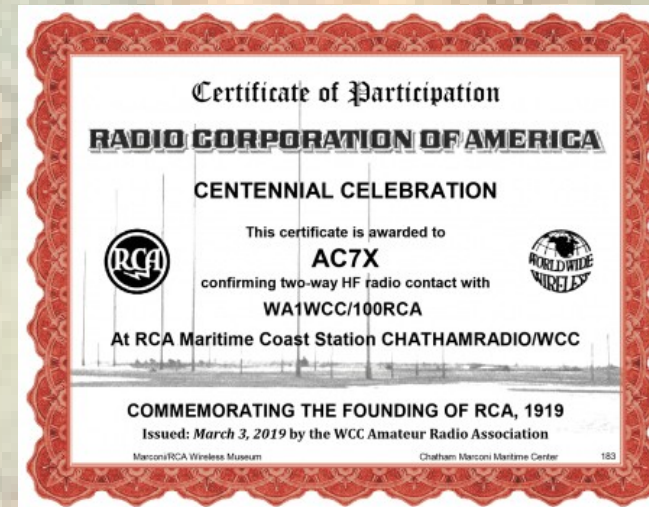 Certificate of Participation
RADIO CORPORATION OF AMERICA
CENTENNIAL CELEBRATION
This certificate is awarded to
RCA
AC7X
WORLD WIDE
WIRELESS
confirming two-way HF radio contact with
WA1WCC/100RCA
At RCA Maritime Coast Station CHATHAMRADIO/WCC
COMMEMORATING THE FOUNDING OF RCA, 1919
Issued: March 3, 2019 by the WCC Amateur Radio Association
Marconi/RCA Wireless Museum
Chatham Marconi Maritime Center
183